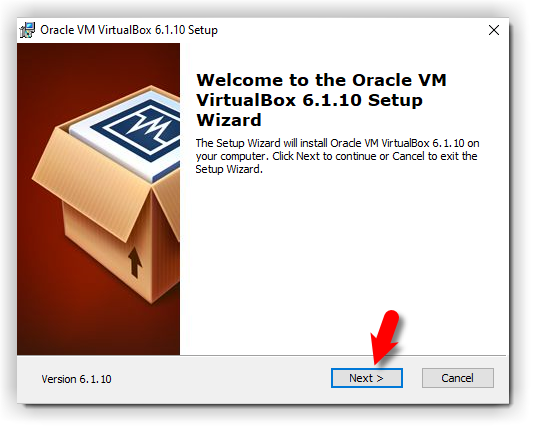 Oracle VM VirtualBox 6.1.10 Setup
Welcome to the Oracle VM
VirtualBox 6.1.10 Setup
Wizard
The Setup Wizard will install Oracle VM VirtualBox 6.1.10 on
your computer. Click Next to continue or Cancel to exit the
Setup Wizard.
Version 6.1.10
Next >
Cancel